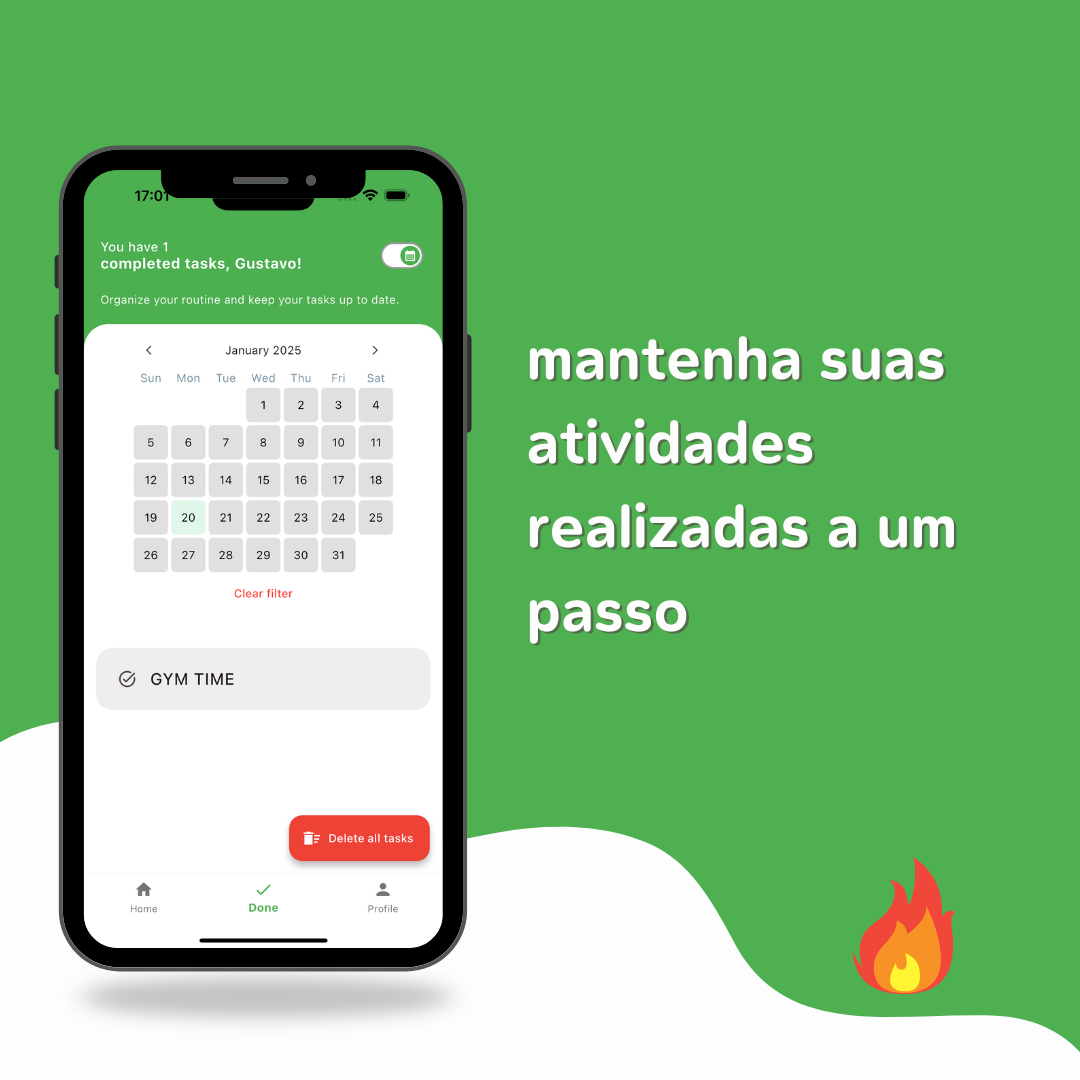 17:01
You have 1
completed tasks, Gustavo!
Organize your routine and keep your tasks up to date.
January 2025
Sun Mon Tue Wed Thu Fri Sat
1 2 3 4
5 6 7 8 9 10 11
12 13 14 15 16 17 18
19 20 21 22 23 24 25
26 27 28 29 30 31
Clear filter
GYM TIME
Delete all tasks
Home Done Profile
mantenha suas
atividades
realizadas a um
passo